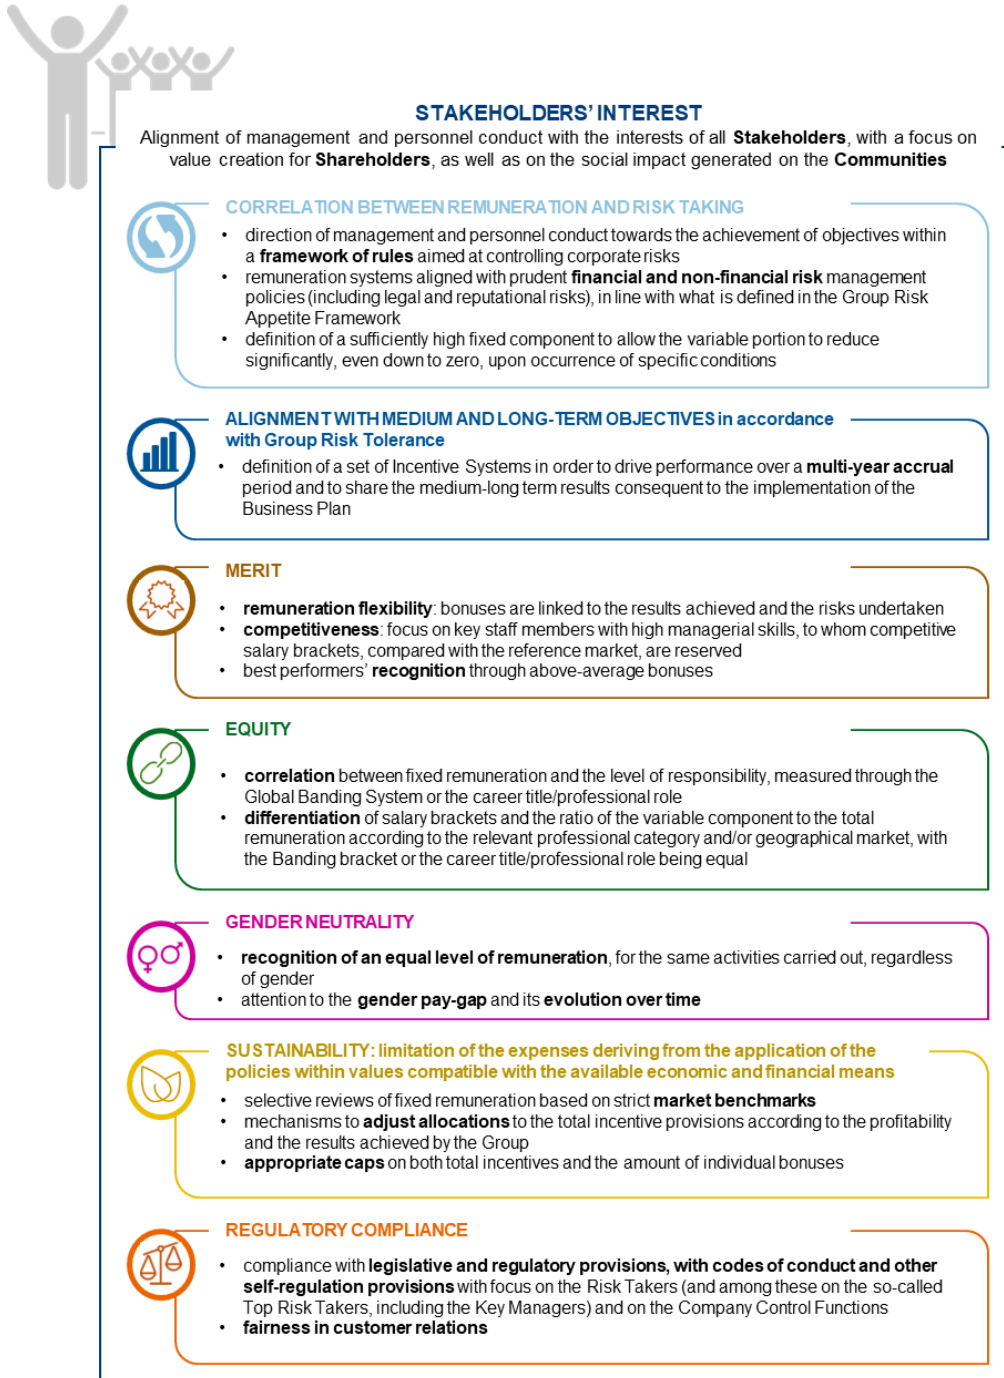 STAKEHOLDERS' INTEREST
Alignment of management and personnel conduct with the interests of all Stakeholders, with a focus on
value creation for Shareholders, as well as on the social impact generated on the Communities
CORRELATION BETWEEN REMUNERATION AND RISK TAKING
• direction of management and personnel conduct towards the achievement of objectives within
a framework of rules aimed at controlling corporate risks
• remuneration systems aligned with prudent financial and non-financial risk management
policies (including legal and reputational risks), in line with what is defined in the Group Risk
Appetite Framework
• definition of a sufficiently high fixed component to allow the variable portion to reduce
significantly, even down to zero, upon occurrence of specific conditions
ALIGNMENT WITH MEDIUM AND LONG-TERM OBJECTIVES in accordance
with Group Risk Tolerance
• definition of a set of Incentive Systems in order to drive performance over a multi-year accrual
period and to share the medium-long term results consequent to the implementation of the
Business Plan
MERIT
• remuneration flexibility: bonuses are linked to the results achieved and the risks undertaken
• competitiveness: focus on key staff members with high managerial skills, to whom competitive
salary brackets, compared with the reference market, are reserved
• best performers' recognition through above-average bonuses
EQUITY
• correlation between fixed remuneration and the level of responsibility, measured through the
Global Banding System or the career title/professional role
• differentiation of salary brackets and the ratio of the variable component to the total
remuneration according to the relevant professional category and/or geographical market, with
the Banding bracket or the career title/professional role being equal
GENDER NEUTRALITY
• recognition of an equal level of remuneration, for the same activities carried out, regardless
of gender
• attention to the gender pay-gap and its evolution over time
SUSTAINABILITY: limitation of the expenses deriving from the application of the
policies within values compatible with the available economic and financial means
• selective reviews of fixed remuneration based on strict market benchmarks
• mechanisms to adjust allocations to the total incentive provisions according to the profitability
and the results achieved by the Group
• appropriate caps on both total incentives and the amount of individual bonuses
REGULATORY COMPLIANCE
• compliance with legislative and regulatory provisions, with codes of conduct and other
self-regulation provisions with focus on the Risk Takers (and among these on the so-called
Top Risk Takers, including the Key Managers) and on the Company Control Functions
• fairness in customer relations